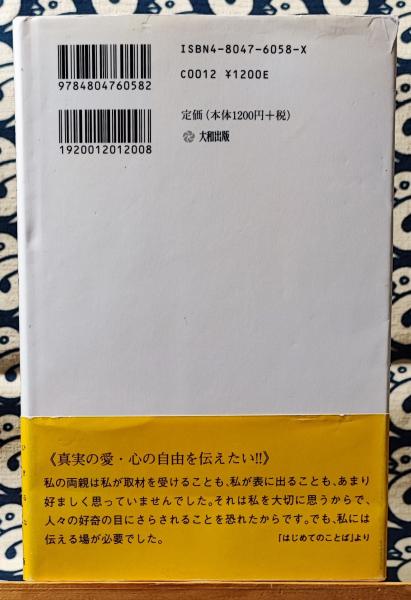 ISBN4-8047-6058-X
C0012 ¥1200E
9784804760582
定価（本体1200円＋税）
大和出版
1920012012008
《真実の愛・心の自由を伝えたい!!》
私の両親は私が取材を受けることも、私が表に出ることも、あまり
好ましく思っていませんでした。それは私を大切に思うからで、
人々の好奇の目にさらされることを恐れたからです。でも、私には
伝える場が必要でした。
「はじめてのことば」より